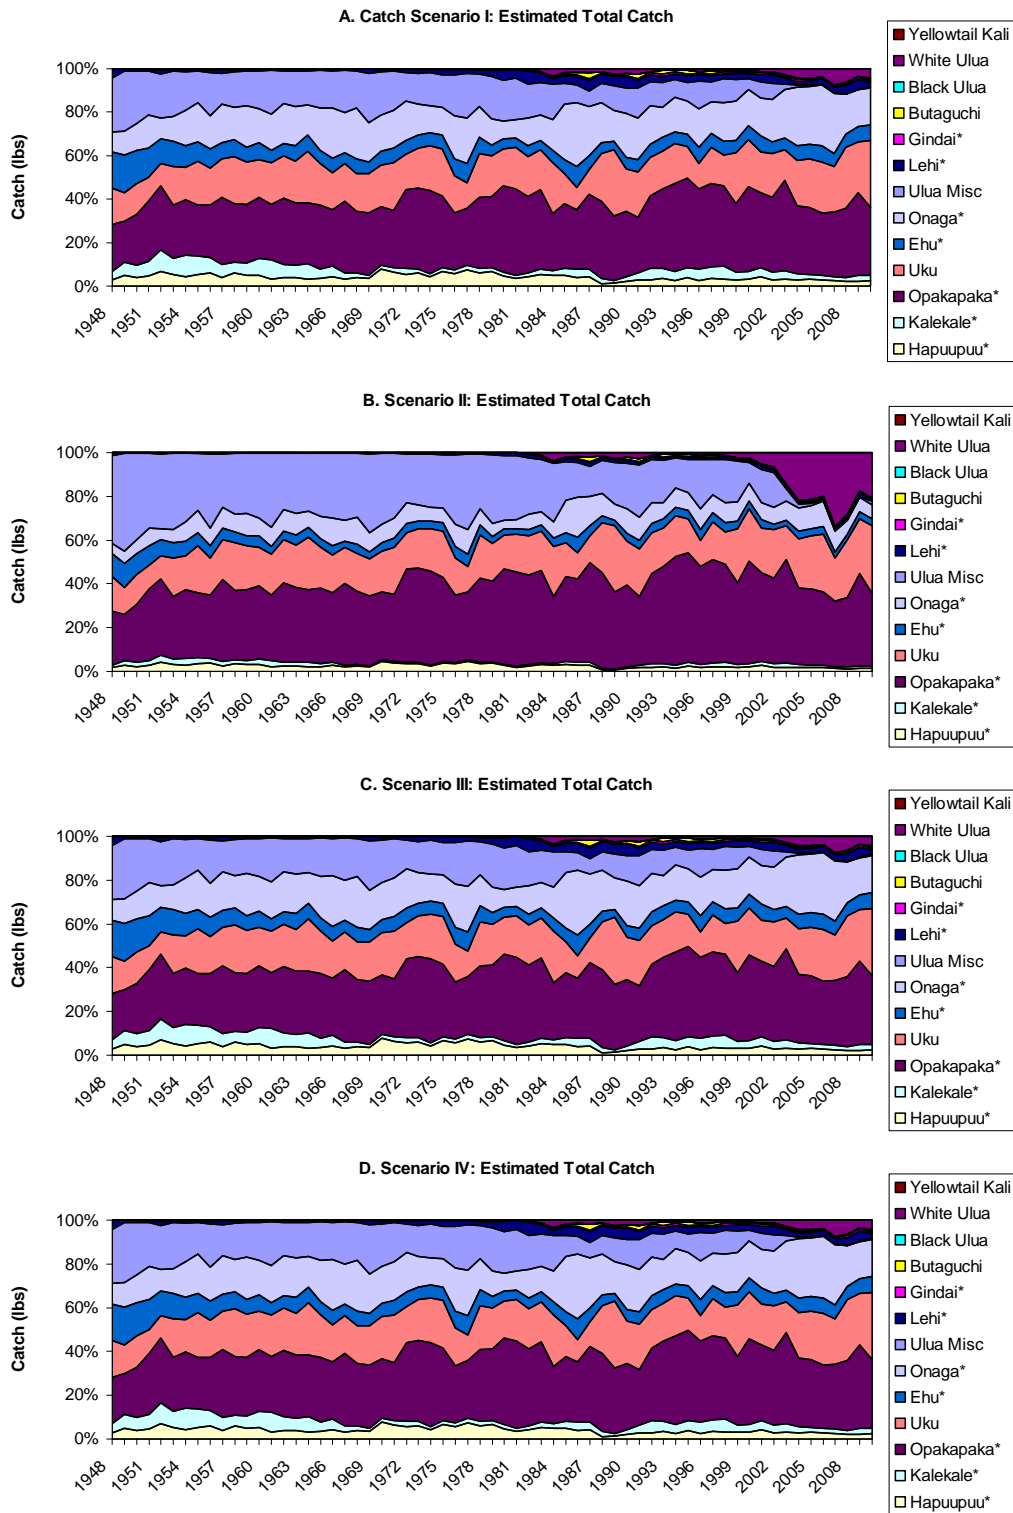 A. Catch Scenario I: Estimated Total Catch
Catch (lbs)
100%
80%
60%
40%
20%
0%
1948 1951 1954 1957 1960 1963 1966 1969 1972 1975 1978 1981 1984 1987 1990 1993 1996 1999 2002 2005 2008
Yellowtail Kali
White Ulua
Black Ulua
Butaguchi
Gindai*
Lehi*
Ulua Misc
Onaga*
Ehu*
Uku
Opakapaka*
Kalekale*
Hapuupuu*
B. Scenario II: Estimated Total Catch
Catch (lbs)
100%
80%
60%
40%
20%
0%
1948 1951 1954 1957 1960 1963 1966 1969 1972 1975 1978 1981 1984 1987 1990 1993 1996 1999 2002 2005 2008
Yellowtail Kali
White Ulua
Black Ulua
Butaguchi
Gindai*
Lehi*
Ulua Misc
Onaga*
Ehu*
Uku
Opakapaka*
Kalekale*
Hapuupuu*
C. Scenario III: Estimated Total Catch
Catch (lbs)
100%
80%
60%
40%
20%
0%
1948 1951 1954 1957 1960 1963 1966 1969 1972 1975 1978 1981 1984 1987 1990 1993 1996 1999 2002 2005 2008
Yellowtail Kali
White Ulua
Black Ulua
Butaguchi
Gindai*
Lehi*
Ulua Misc
Onaga*
Ehu*
Uku
Opakapaka*
Kalekale*
Hapuupuu*
D. Scenario IV: Estimated Total Catch
Catch (lbs)
100%
80%
60%
40%
20%
0%
1948 1951 1954 1957 1960 1963 1966 1969 1972 1975 1978 1981 1984 1987 1990 1993 1996 1999 2002 2005 2008
Yellowtail Kali
White Ulua
Black Ulua
Butaguchi
Gindai*
Lehi*
Ulua Misc
Onaga*
Ehu*
Uku
Opakapaka*
Kalekale*
Hapuupuu*